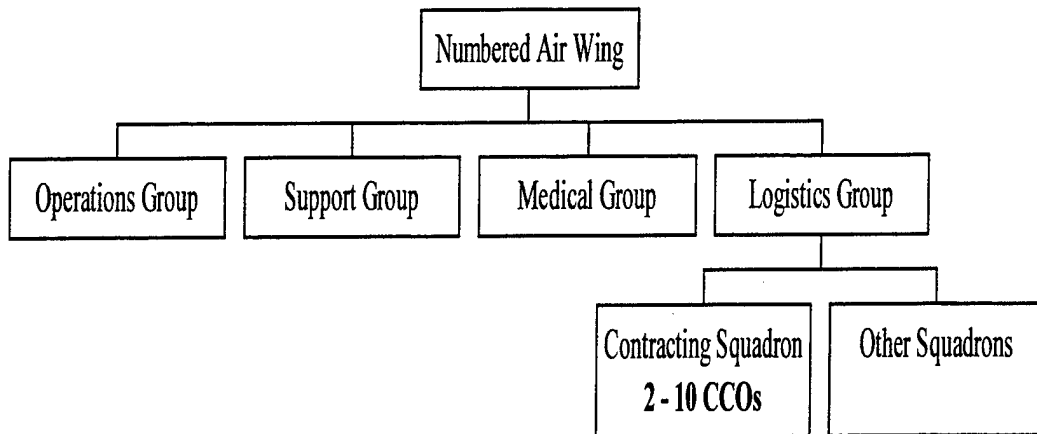 Numbered Air Wing
Operations Group
Support Group
Medical Group
Logistics Group
Contracting Squadron
2 - 10 CCOs
Other Squadrons